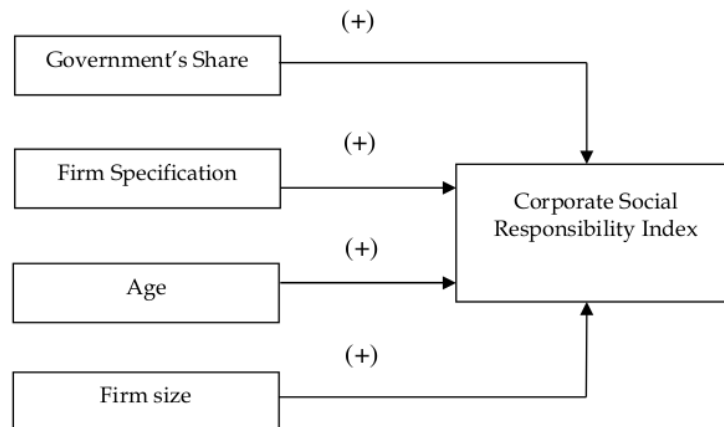 (+)
Government’s Share
(+)
Firm Specification
Corporate Social
Responsibility Index
(+)
Age
(+)
Firm size